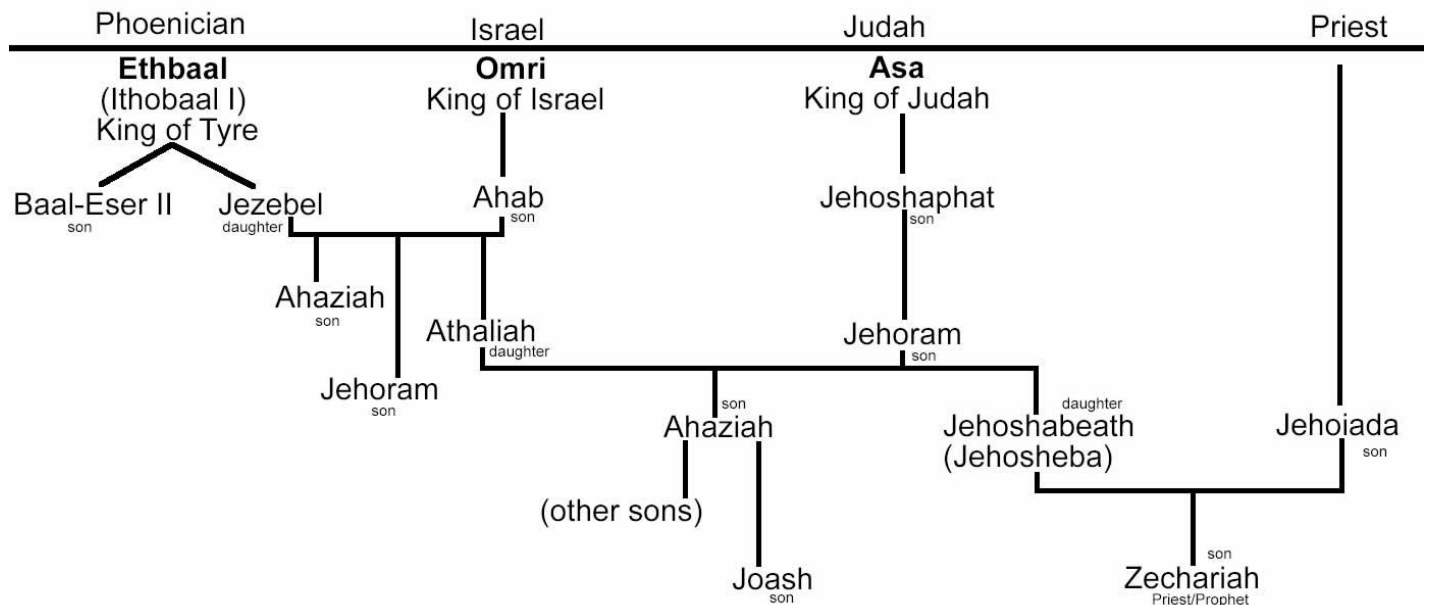 Phoenician Israel Judah Priest
Ethbaal Omri Asa
(Ithobaal I) King of Israel King of Judah
King of Tyre
Baal-Eser II Jezebel Ahab Jehoshaphat
son daughter son son
Ahaziah
son
Athaliah Jehoram
daughter son
Jehoram
son
son daughter
Ahaziah Jehoshabeath Jehoiada
(Jehosheba) son
(other sons)
son
Joash Zechariah
son Priest/Prophet